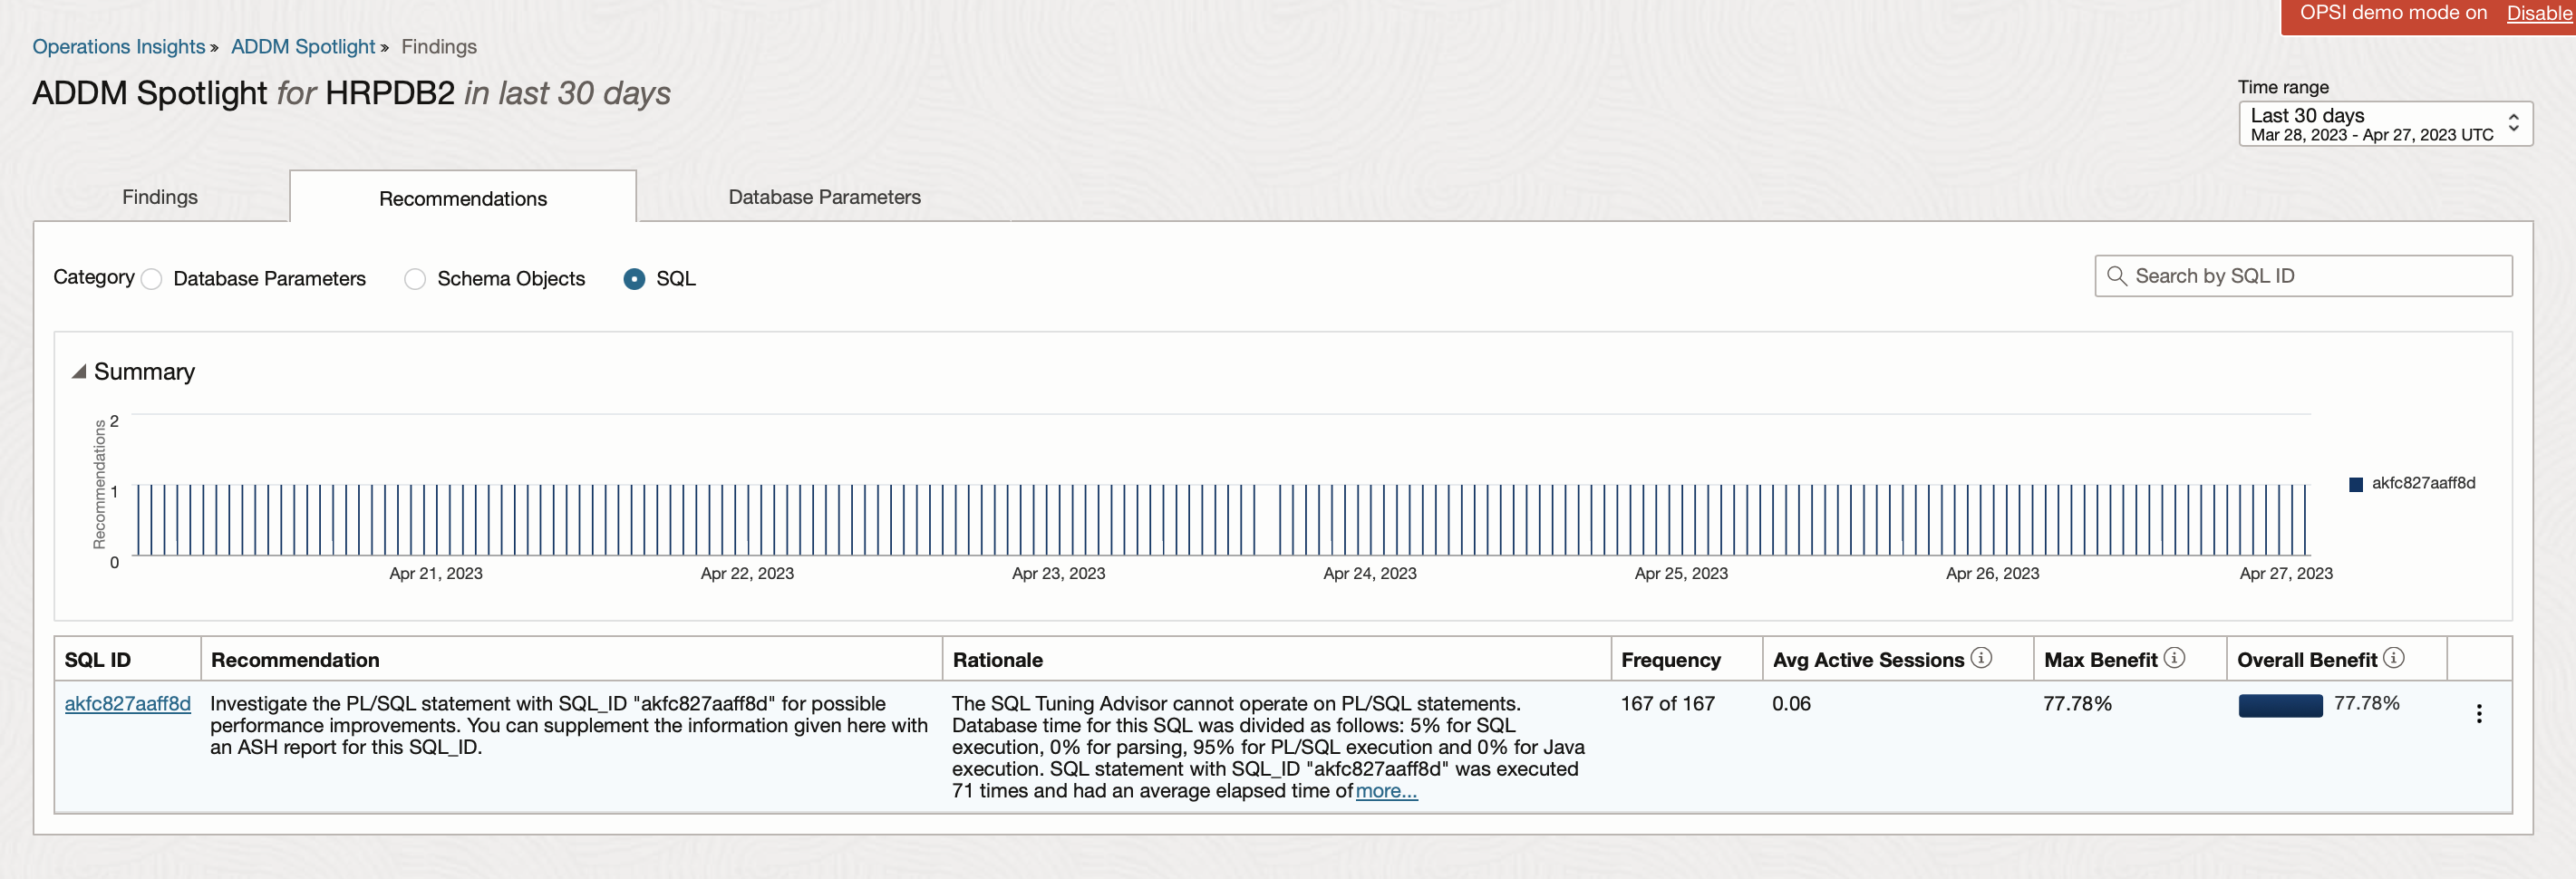 OPSI demo mode on Disable
Operations Insights » ADDM Spotlight » Findings
ADDM Spotlight for HRPDB2 in last 30 days
Time range
Last 30 days
Mar 28, 2023 - Apr 27, 2023 UTC
Findings
Recommendations
Database Parameters
Category Database Parameters Schema Objects SQL
Search by SQL ID
Summary
Recommendations
2
1
0
Apr 21, 2023 Apr 22, 2023 Apr 23, 2023 Apr 24, 2023 Apr 25, 2023 Apr 26, 2023 Apr 27, 2023
akfc827aaff8d
SQL ID Recommendation Rationale Frequency Avg Active Sessions Max Benefit Overall Benefit
akfc827aaff8d
Investigate the PL/SQL statement with SQL_ID "akfc827aaff8d" for possible
performance improvements. You can supplement the information given here with
an ASH report for this SQL_ID.
The SQL Tuning Advisor cannot operate on PL/SQL statements.
Database time for this SQL was divided as follows: 5% for SQL
execution, 0% for parsing, 95% for PL/SQL execution and 0% for Java
execution. SQL statement with SQL_ID "akfc827aaff8d" was executed
71 times and had an average elapsed time of more...
167 of 167
0.06
77.78%
77.78%